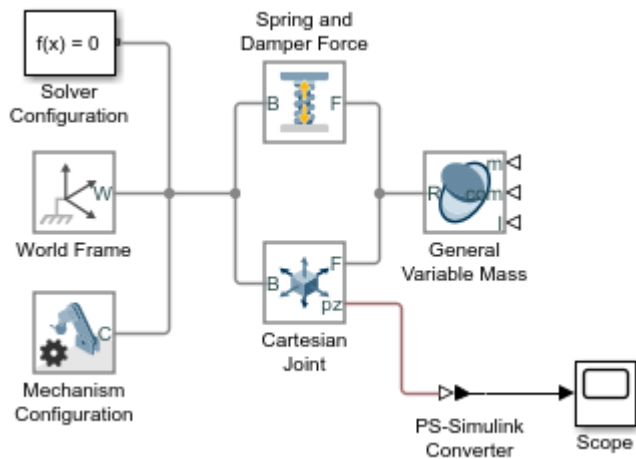 f(x) = 0
Solver
Configuration
W
World Frame
C
Mechanism
Configuration
Spring and
Damper Force
B
F
B
F
pz
Cartesian
Joint
R
m
com
I
General
Variable Mass
PS-Simulink
Converter
Scope